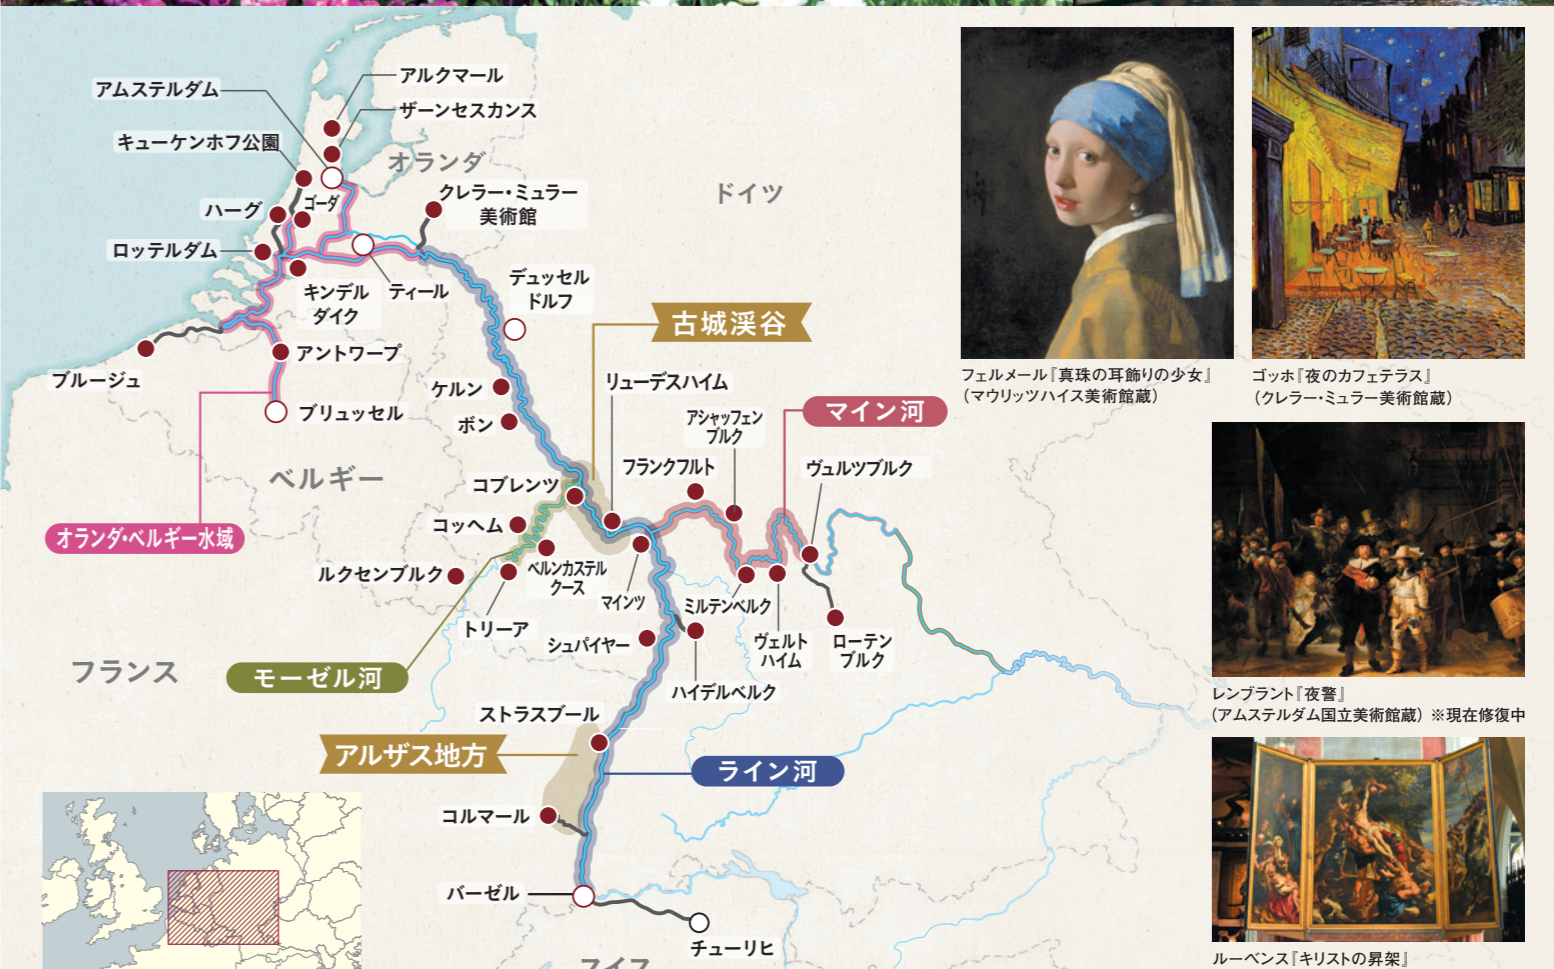 アルクマール
アムステルダム
ザーンセスカンス
キューケンホフ公園
オランダ
クレラー・ミュラー
美術館
ドイツ
ハーグ
ゴーダ
ロッテルダム
キンデル
ダイク
ティール
デュッセル
ドルフ
古城渓谷
ブルージュ
アントワープ
ケルン
リューデスハイム
ブリュッセル
ボン
アシャッフェン
ブルク
マイン河
ベルギー
コブレンツ
フランクフルト
ヴュルツブルク
オランダ・ベルギー水域
コッヘム
ルクセンブルク
ベルンカステル
クース
マインツ
ミルテンベルク
トリーア
シュパイヤー
ヴェルト
ハイム
ローテン
ブルク
フランス
モーゼル河
ハイデルベルク
ストラスブール
アルザス地方
ライン河
コルマール
バーゼル
チューリヒ
スイス
フェルメール『真珠の耳飾りの少女』
（マウリッツハイス美術館蔵）
ゴッホ『夜のカフェテラス』
（クレラー・ミュラー美術館蔵）
レンブラント『夜警』
（アムステルダム国立美術館蔵）※現在修復中
ルーベンス『キリストの昇架』